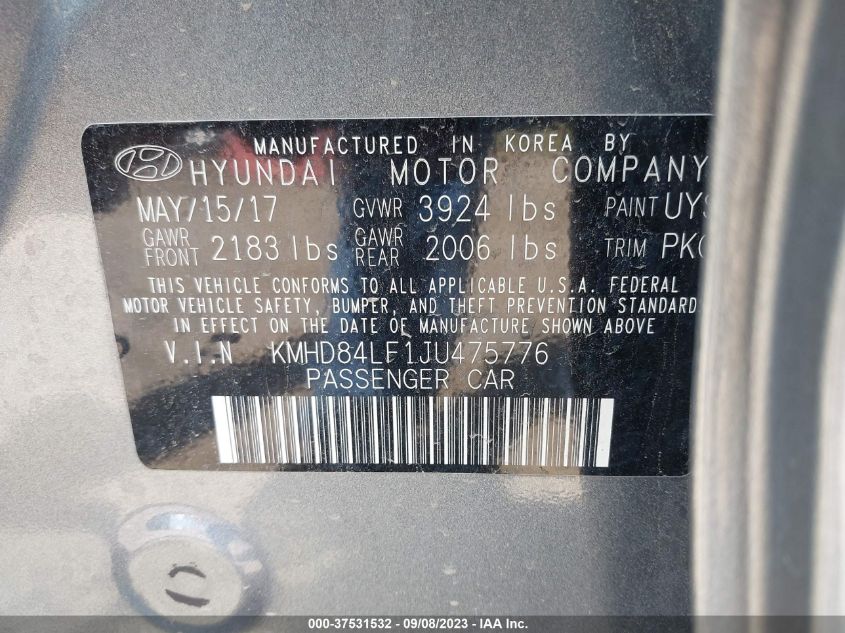 MANUFACTURED IN KOREA BY
HYUNDAI MOTOR COMPANY
MAY/15/17 GVWR 3924 lbs PAINT UY
GAWR FRONT 2183 lbs GAWR REAR 2006 lbs TRIM PK
THIS VEHICLE CONFORMS TO ALL APPLICABLE U.S.A. FEDERAL
MOTOR VEHICLE SAFETY, BUMPER, AND THEFT PREVENTION STANDARD
IN EFFECT ON THE DATE OF MANUFACTURE SHOWN ABOVE
V.I.N KMHD84LF1JU475776
PASSENGER CAR
000-37531532 - 09/08/2023 - IAA Inc.